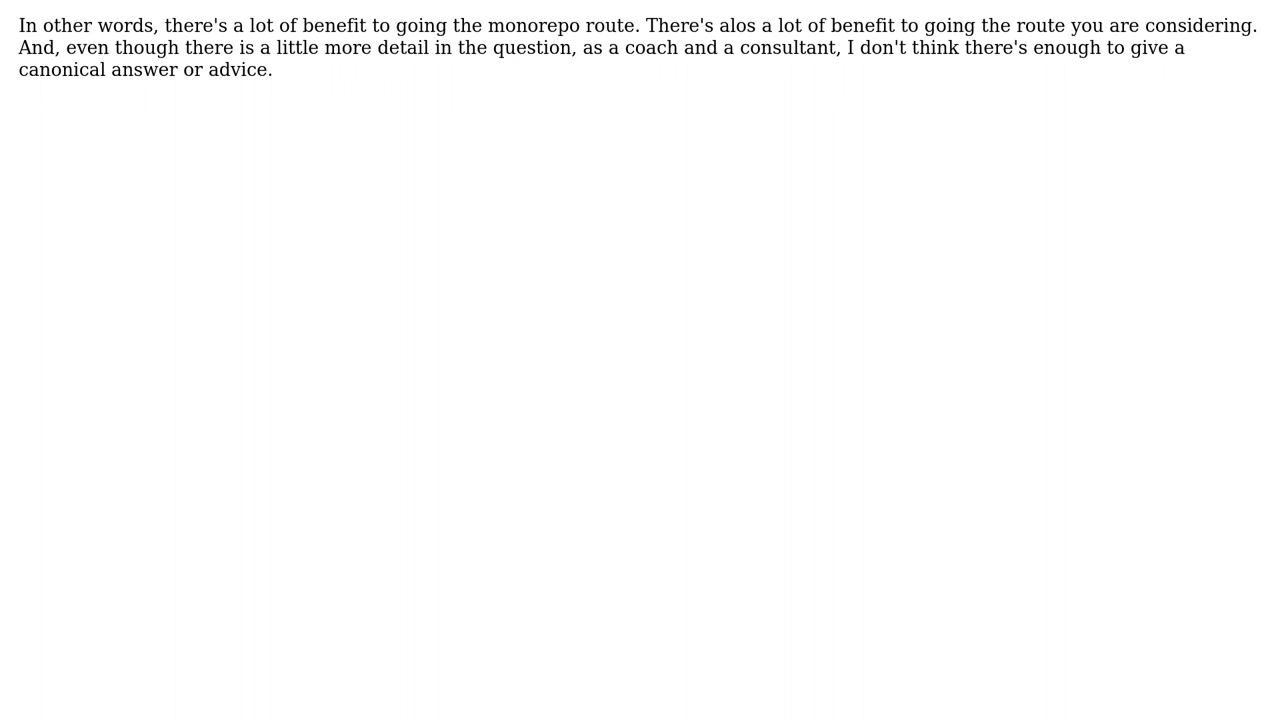 In other words, there's a lot of benefit to going the monorepo route. There's alos a lot of benefit to going the route you are considering.
And, even though there is a little more detail in the question, as a coach and a consultant, I don't think there's enough to give a
canonical answer or advice.